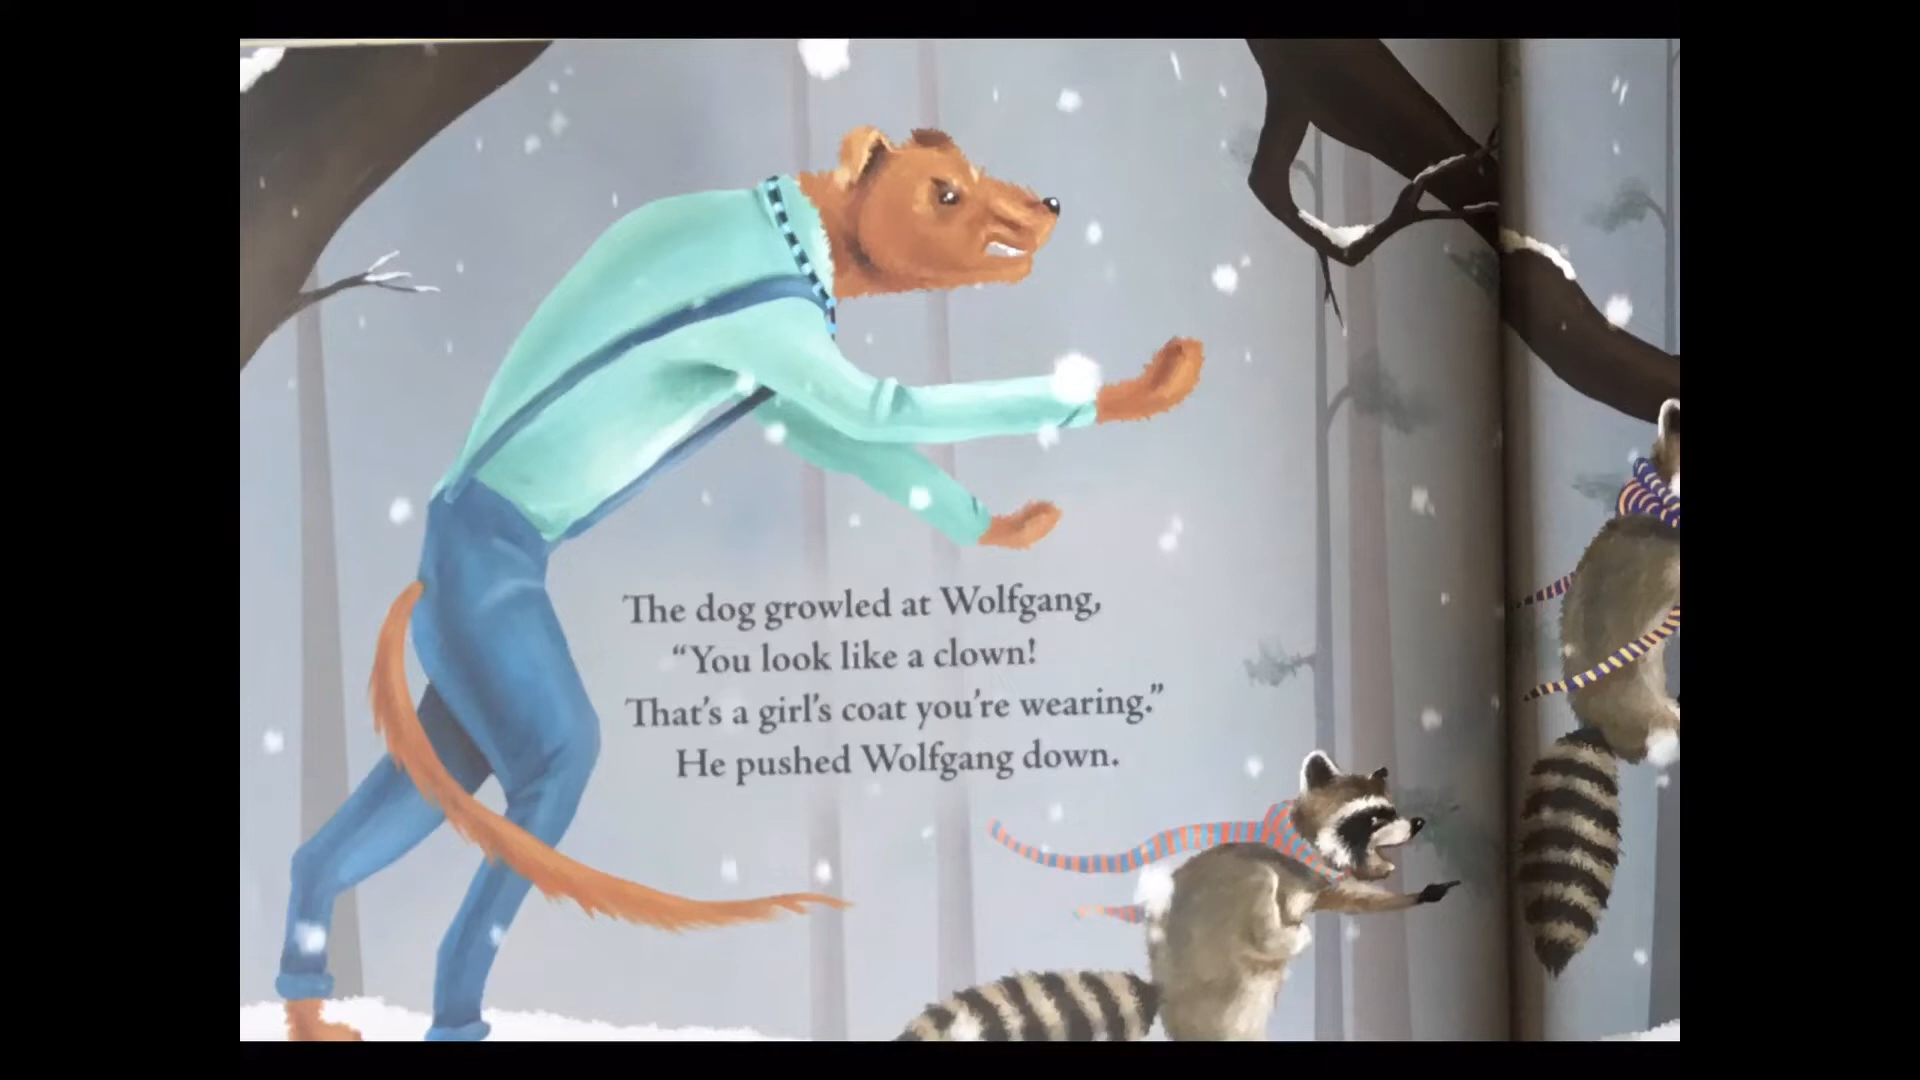 The dog growled at Wolfgang,
“You look like a clown!
That’s a girl’s coat you’re wearing.”
He pushed Wolfgang down.